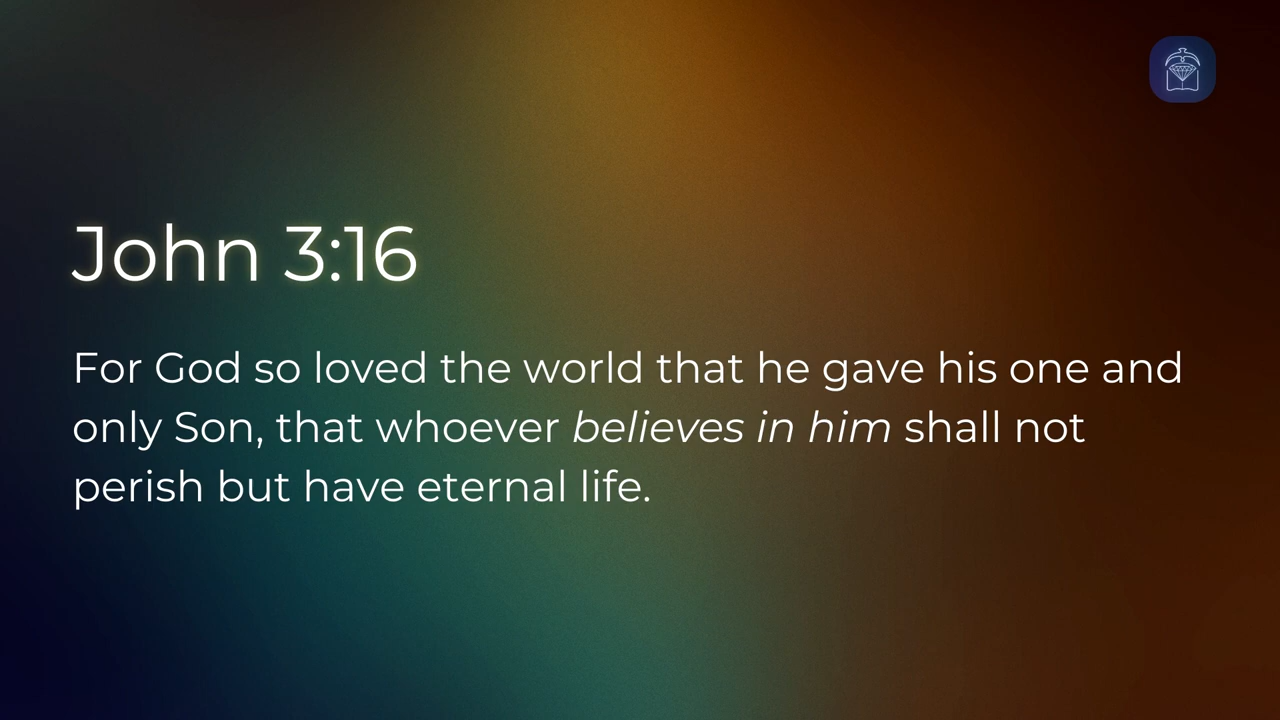 John 3:16
For God so loved the world that he gave his one and
only Son, that whoever believes in him shall not
perish but have eternal life.